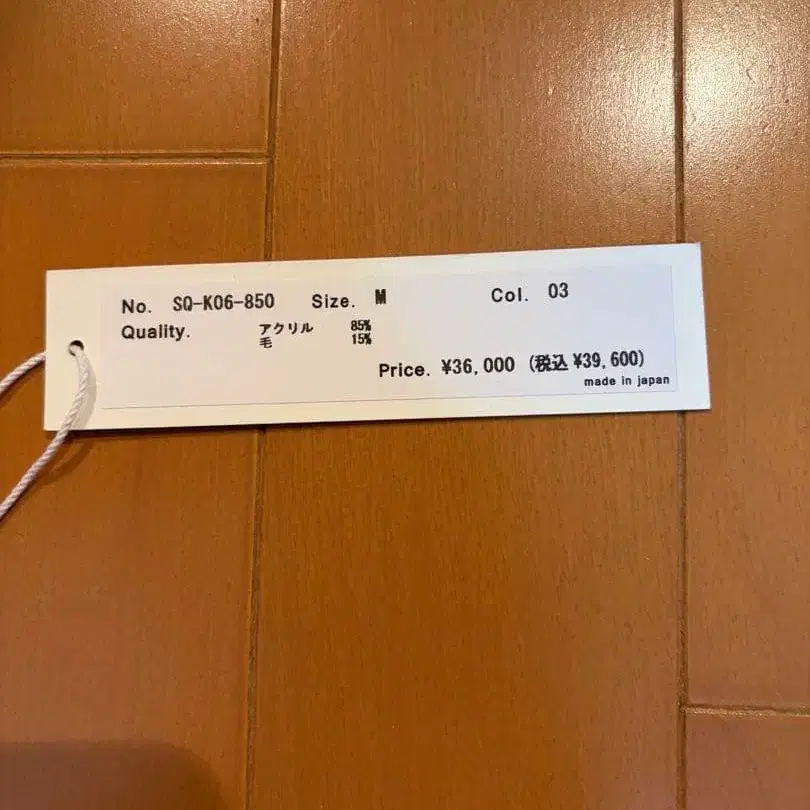 No. SQ-K06-850 Size. M Col. 03
Quality. アクリル 85%
毛 15%
Price. ¥36,000 (税込¥39,600)
made in japan